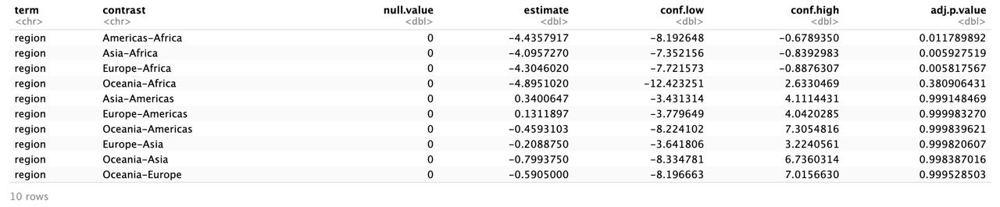 term contrast null.value estimate conf.low conf.high adj.p.value
<chr> <chr> <dbl> <dbl> <dbl> <dbl> <dbl>
region Americas-Africa 0 -4.4357917 -8.192648 -0.6789350 0.011789892
region Asia-Africa 0 -4.0957270 -7.352156 -0.8392983 0.005927519
region Europe-Africa 0 -4.3046020 -7.721573 -0.8876307 0.005817567
region Oceania-Africa 0 -4.8951020 -12.423251 2.6330469 0.380906431
region Asia-Americas 0 0.3400647 -3.431314 4.1114431 0.999148469
region Europe-Americas 0 0.1311897 -3.779649 4.0420285 0.999983270
region Oceania-Americas 0 -0.4593103 -8.224102 7.3054816 0.999839621
region Europe-Asia 0 -0.2088750 -3.641806 3.2240561 0.999820607
region Oceania-Asia 0 -0.7993750 -8.334781 6.7360314 0.998387016
region Oceania-Europe 0 -0.5905000 -8.196663 7.0156630 0.999528503
10 rows